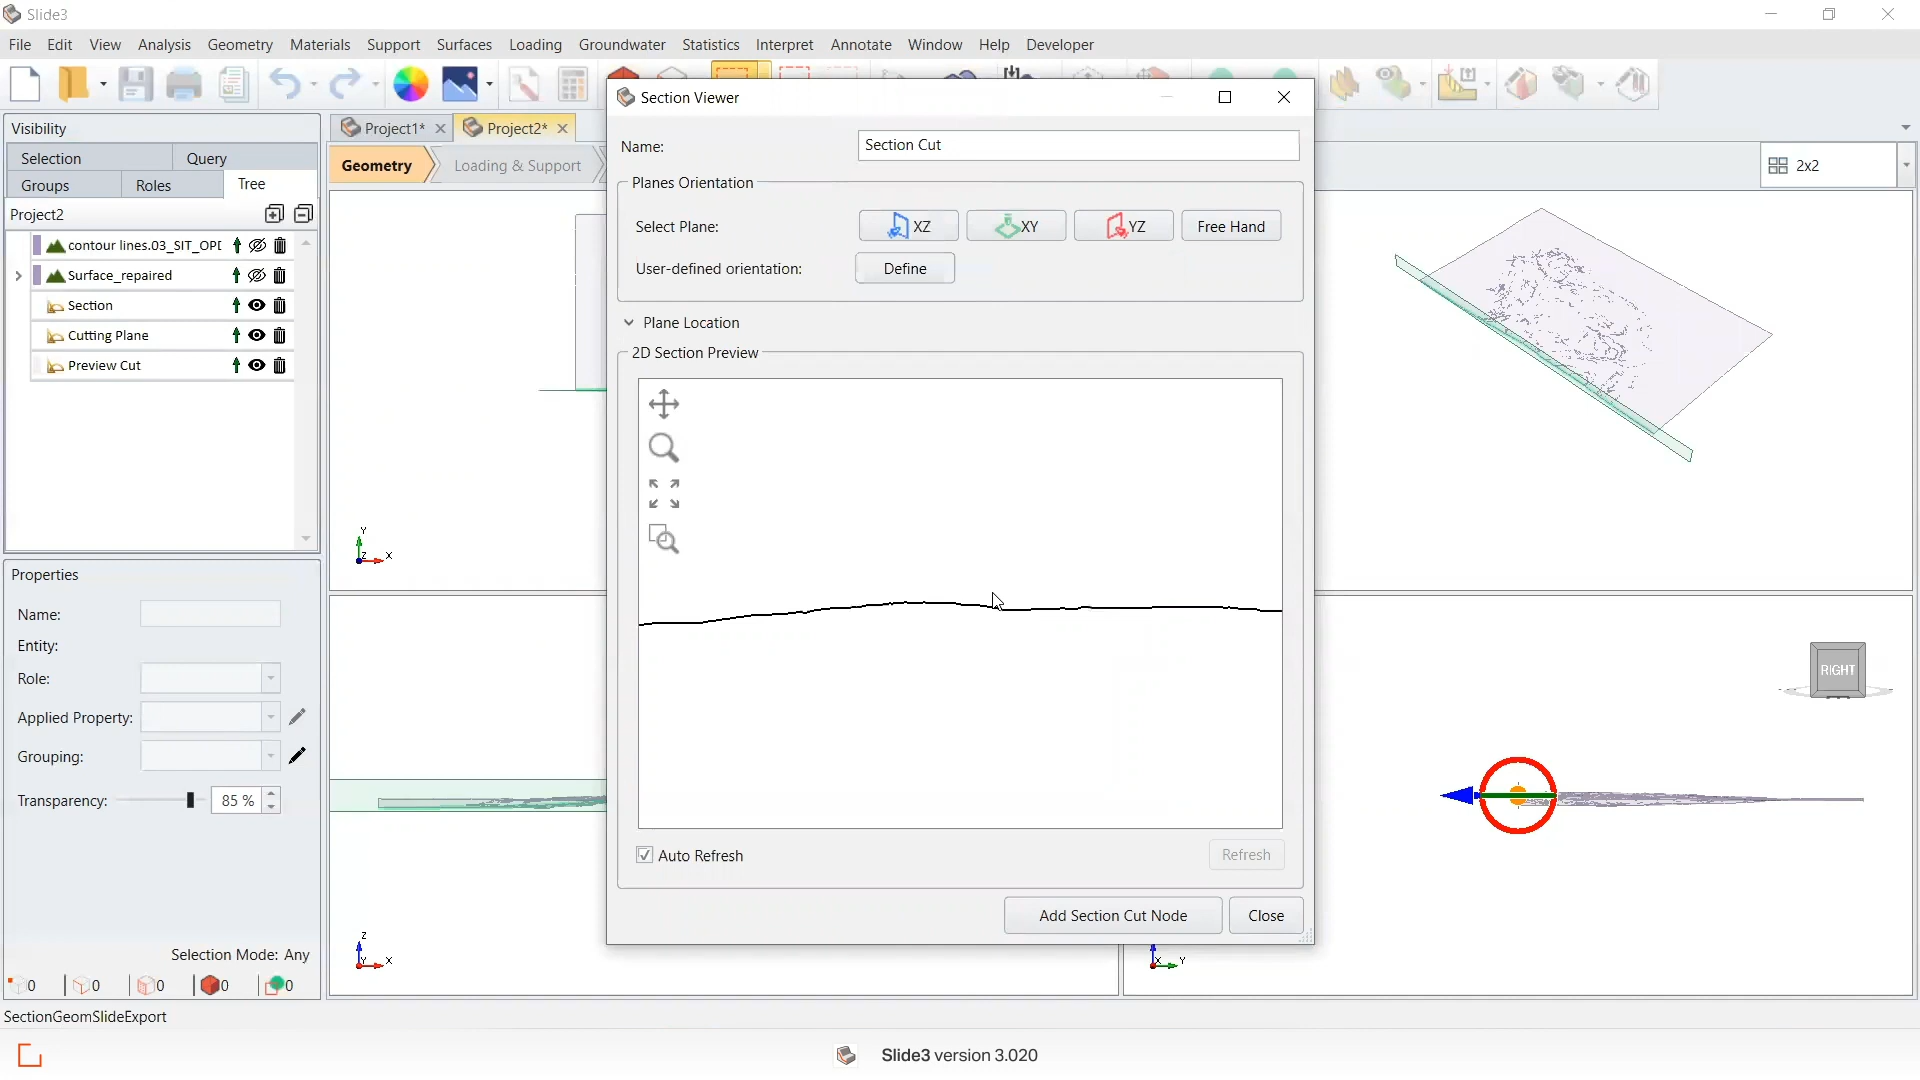 Slide3
File Edit View Analysis Geometry Materials Support Surfaces Loading Groundwater Statistics Interpret Annotate Window Help Developer
Visibility
Selection Query
Groups Roles Tree
Project2
contour lines.03_SIT_OPE
Surface_repaired
Section
Cutting Plane
Preview Cut
Properties
Name:
Entity:
Role:
Applied Property:
Grouping:
Transparency: 85 %
Selection Mode: Any
0 0 0 0 0
SectionGeomSlideExport
Project1* Project2*
Geometry Loading & Support
2x2
Section Viewer
Name: Section Cut
Planes Orientation
Select Plane: XZ XY YZ Free Hand
User-defined orientation: Define
Plane Location
2D Section Preview
Auto Refresh Refresh
Add Section Cut Node Close
Y
Z X
Z
Y X
Z
X Y
RIGHT
Slide3 version 3.020